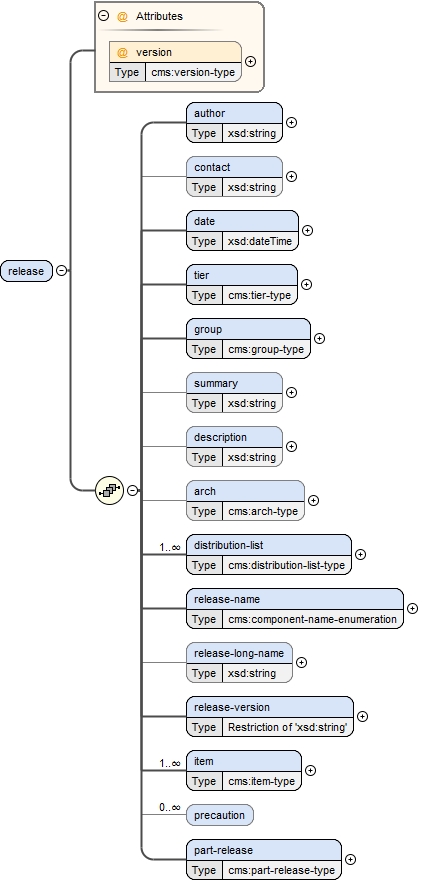 @ Attributes
@ version
Type cms:version-type
author
Type xsd:string
contact
Type xsd:string
date
Type xsd:dateTime
release
tier
Type cms:tier-type
group
Type cms:group-type
summary
Type xsd:string
description
Type xsd:string
arch
Type cms:arch-type
1..∞ distribution-list
Type cms:distribution-list-type
release-name
Type cms:component-name-enumeration
release-long-name
Type xsd:string
release-version
Type Restriction of 'xsd:string'
1..∞ item
Type cms:item-type
0..∞ precaution
part-release
Type cms:part-release-type